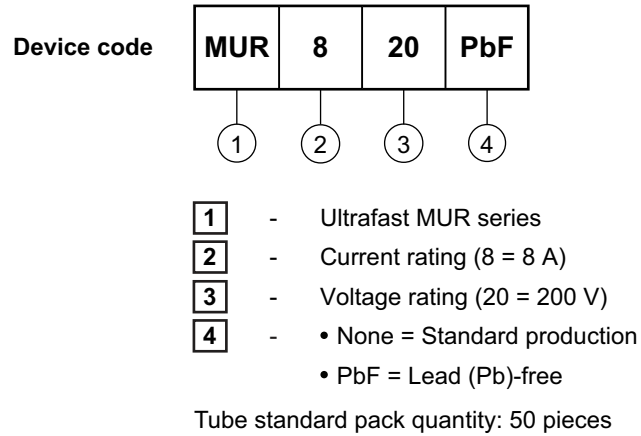 Device code MUR 8 20 PbF
1 2 3 4
1 - Ultrafast MUR series
2 - Current rating (8 = 8 A)
3 - Voltage rating (20 = 200 V)
4 - • None = Standard production
• PbF = Lead (Pb)-free
Tube standard pack quantity: 50 pieces